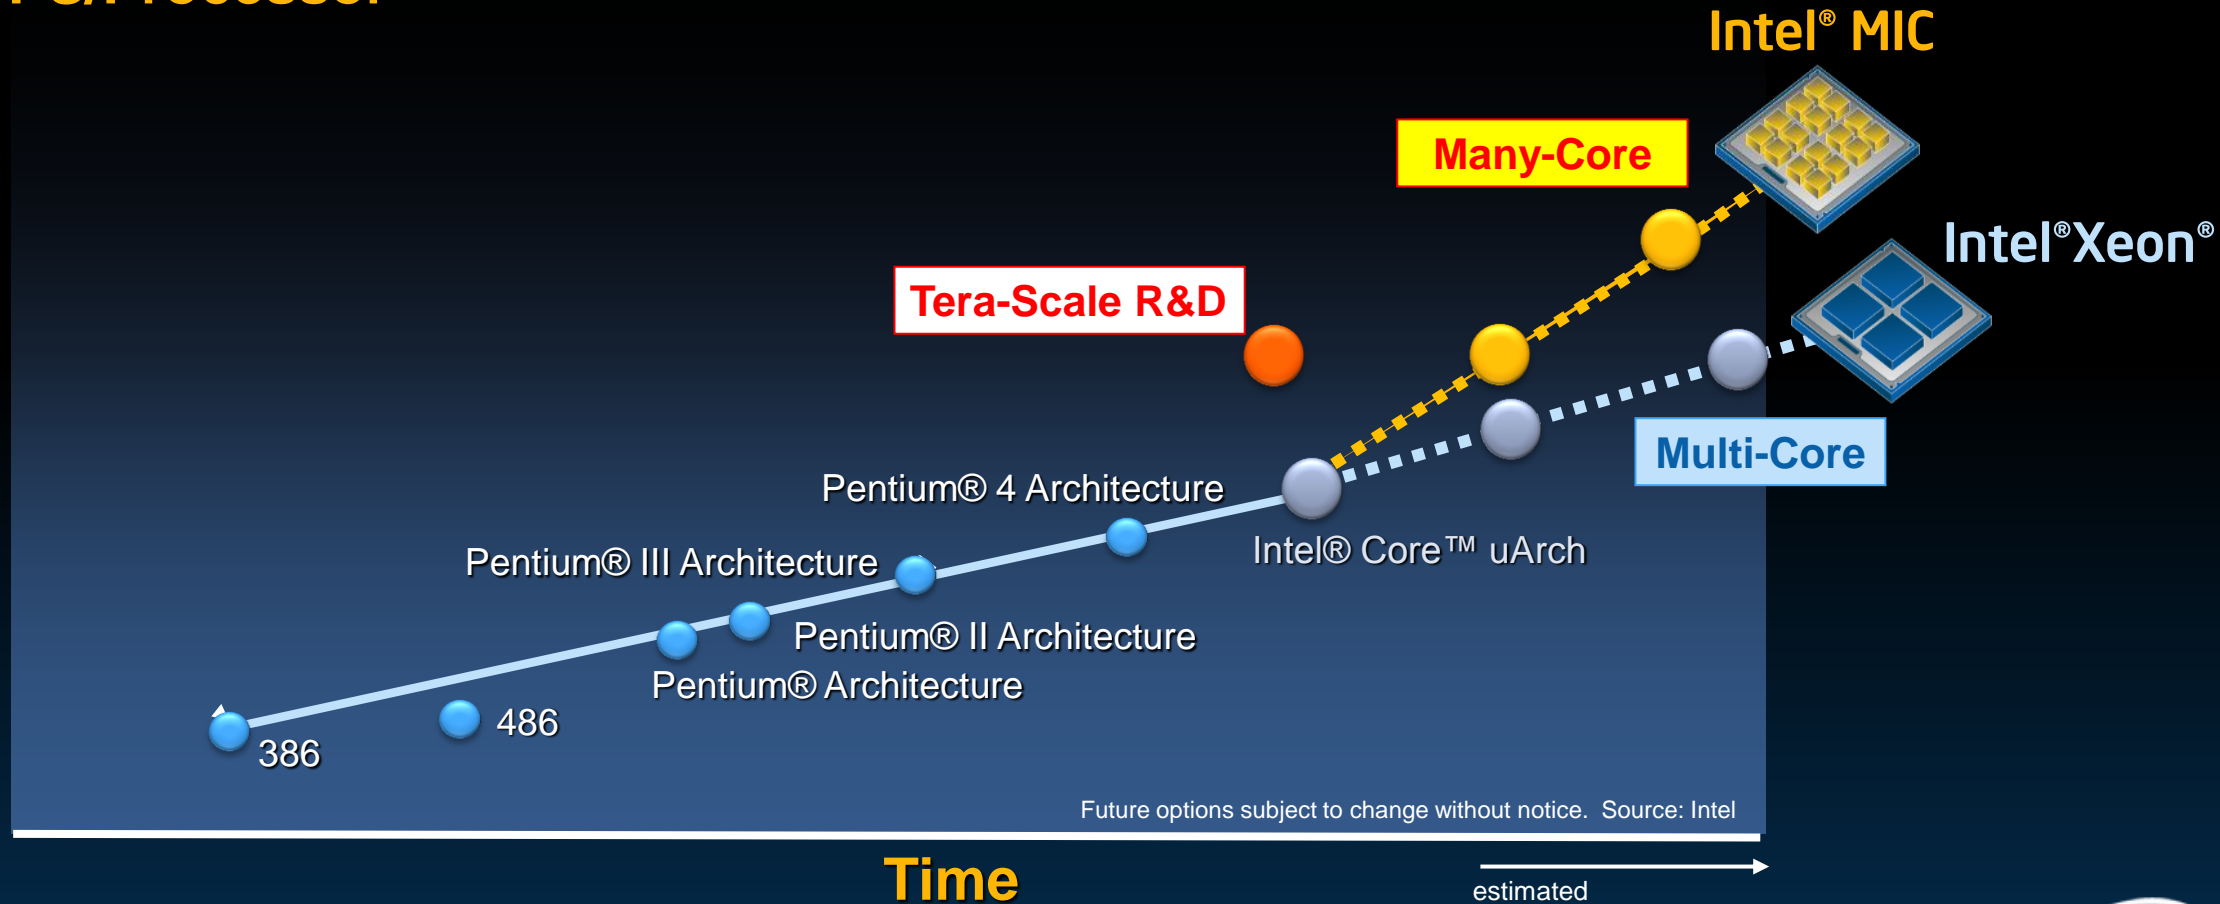 Intel® MIC
Many-Core
Intel®Xeon®
Tera-Scale R&D
Multi-Core
Pentium® 4 Architecture
Intel® Core™ uArch
Pentium® III Architecture
Pentium® II Architecture
Pentium® Architecture
486
386
Future options subject to change without notice. Source: Intel
Time
estimated